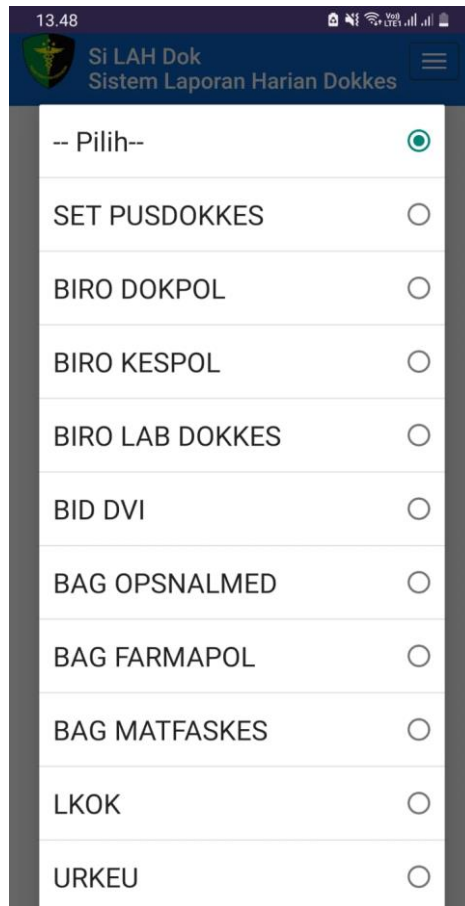 13.48
Si LAH Dok
Sistem Laporan Harian Dokkes
-- Pilih--
SET PUSDOKKES
BIRO DOKPOL
BIRO KESPOL
BIRO LAB DOKKES
BID DVI
BAG OPSNALMED
BAG FARMAPOL
BAG MATFASKES
LKOK
URKEU